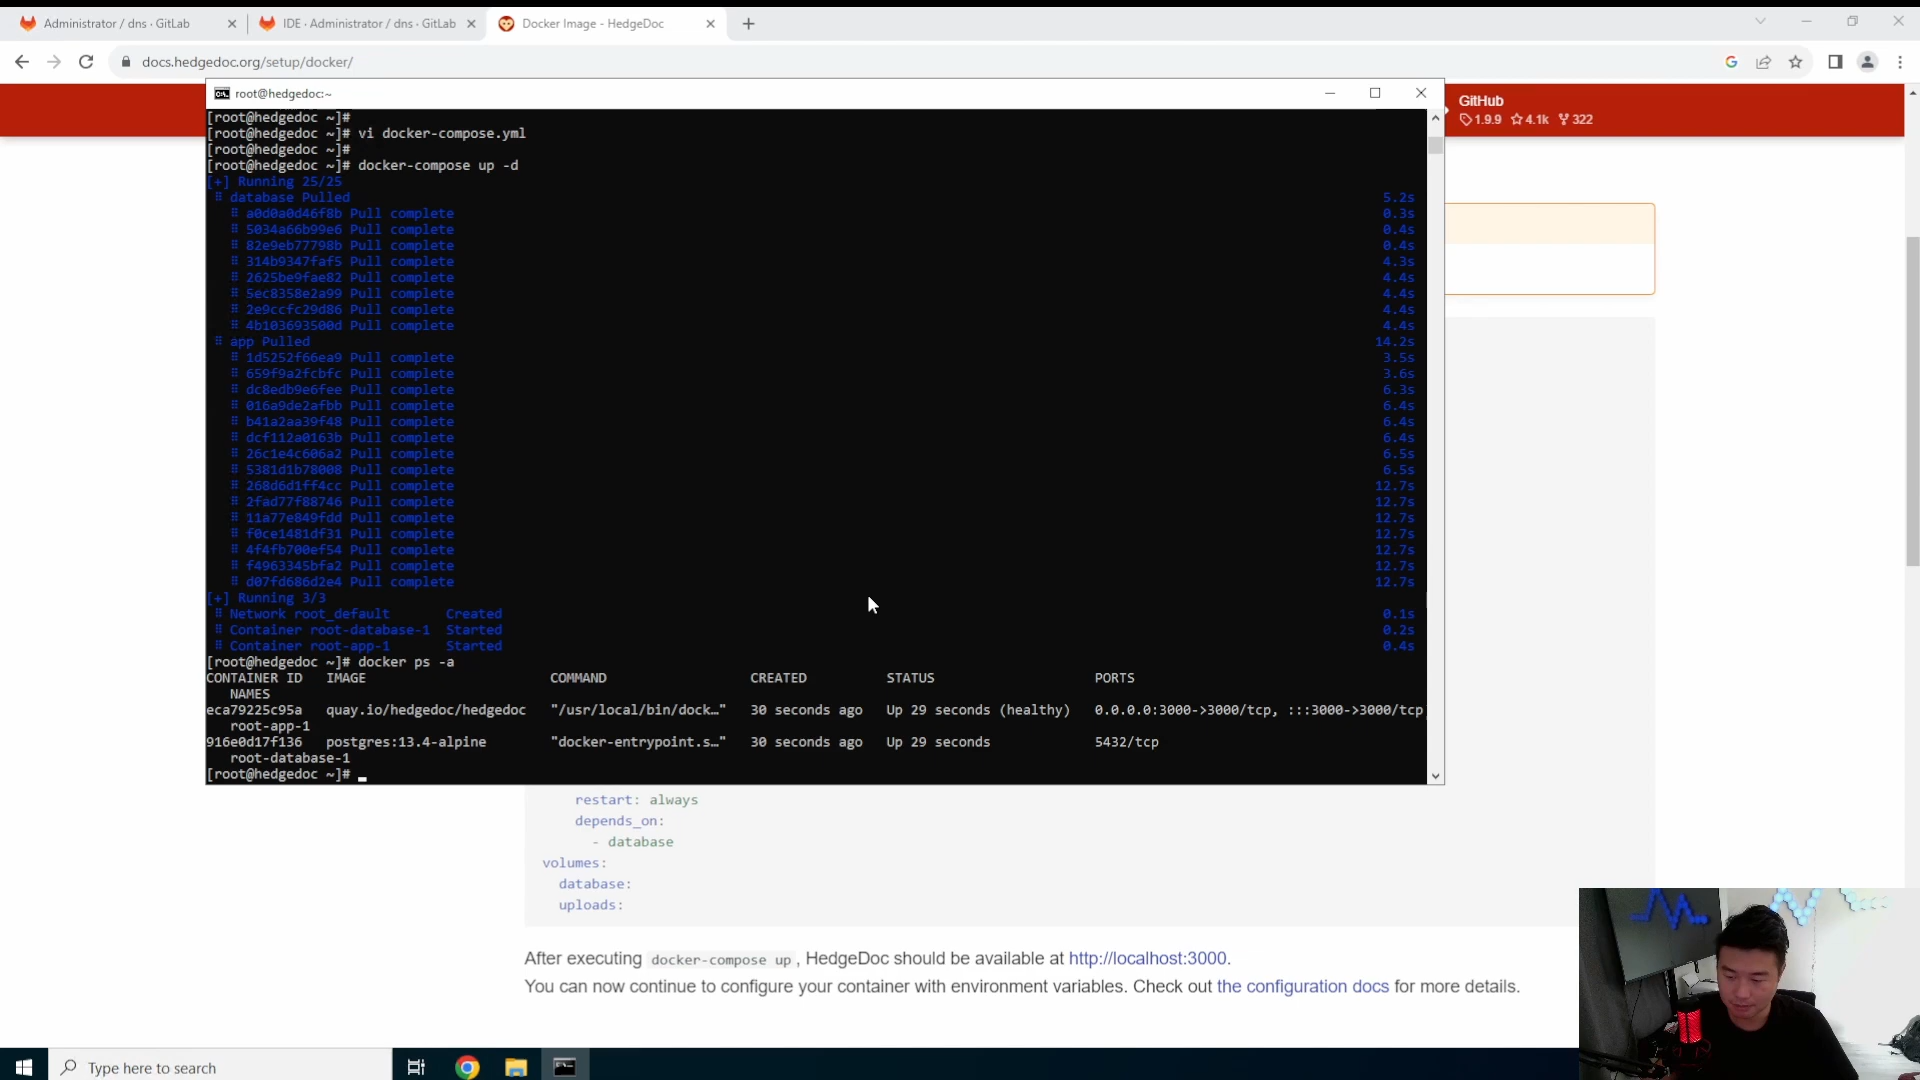 Administrator / dns · GitLab
IDE · Administrator / dns · GitLab
Docker Image - HedgeDoc
docs.hedgedoc.org/setup/docker/
GitHub
1.9.9 4.1k 322
root@hedgedoc:~
[root@hedgedoc ~]#
[root@hedgedoc ~]# vi docker-compose.yml
[root@hedgedoc ~]#
[root@hedgedoc ~]# docker-compose up -d
[+] Running 25/25
database Pulled 5.2s
a0d0a0d46f8b Pull complete 0.3s
5034a66b99e6 Pull complete 0.4s
82e9eb77798b Pull complete 0.4s
314b9347faf5 Pull complete 4.3s
2625be9fae82 Pull complete 4.4s
5ec8358e2a99 Pull complete 4.4s
2e9ccfc29d86 Pull complete 4.4s
4b103693500d Pull complete 4.4s
app Pulled 14.2s
1d5252f66ea9 Pull complete 3.5s
659f9a2fcbfc Pull complete 3.6s
dc8edb9e6fee Pull complete 6.3s
016a9de2afbb Pull complete 6.4s
b41a2aa39f48 Pull complete 6.4s
dcf112a0163b Pull complete 6.4s
26c1e4c606a2 Pull complete 6.5s
5381d1b78008 Pull complete 6.5s
268d6d1ff4cc Pull complete 12.7s
2fad77f88746 Pull complete 12.7s
11a77e849fdd Pull complete 12.7s
f0ce1481df31 Pull complete 12.7s
4f4fb700ef54 Pull complete 12.7s
f4963345bfa2 Pull complete 12.7s
d07fd686d2e4 Pull complete 12.7s
[+] Running 3/3
Network root_default Created 0.1s
Container root-database-1 Started 0.2s
Container root-app-1 Started 0.4s
[root@hedgedoc ~]# docker ps -a
CONTAINER ID IMAGE COMMAND CREATED STATUS PORTS
NAMES
eca79225c95a quay.io/hedgedoc/hedgedoc "/usr/local/bin/dock…" 30 seconds ago Up 29 seconds (healthy) 0.0.0.0:3000->3000/tcp, :::3000->3000/tcp
root-app-1
916e0d17f136 postgres:13.4-alpine "docker-entrypoint.s…" 30 seconds ago Up 29 seconds 5432/tcp
root-database-1
[root@hedgedoc ~]#
restart: always
depends_on:
- database
volumes:
database:
uploads:
After executing docker-compose up, HedgeDoc should be available at http://localhost:3000.
You can now continue to configure your container with environment variables. Check out the configuration docs for more details.
Type here to search